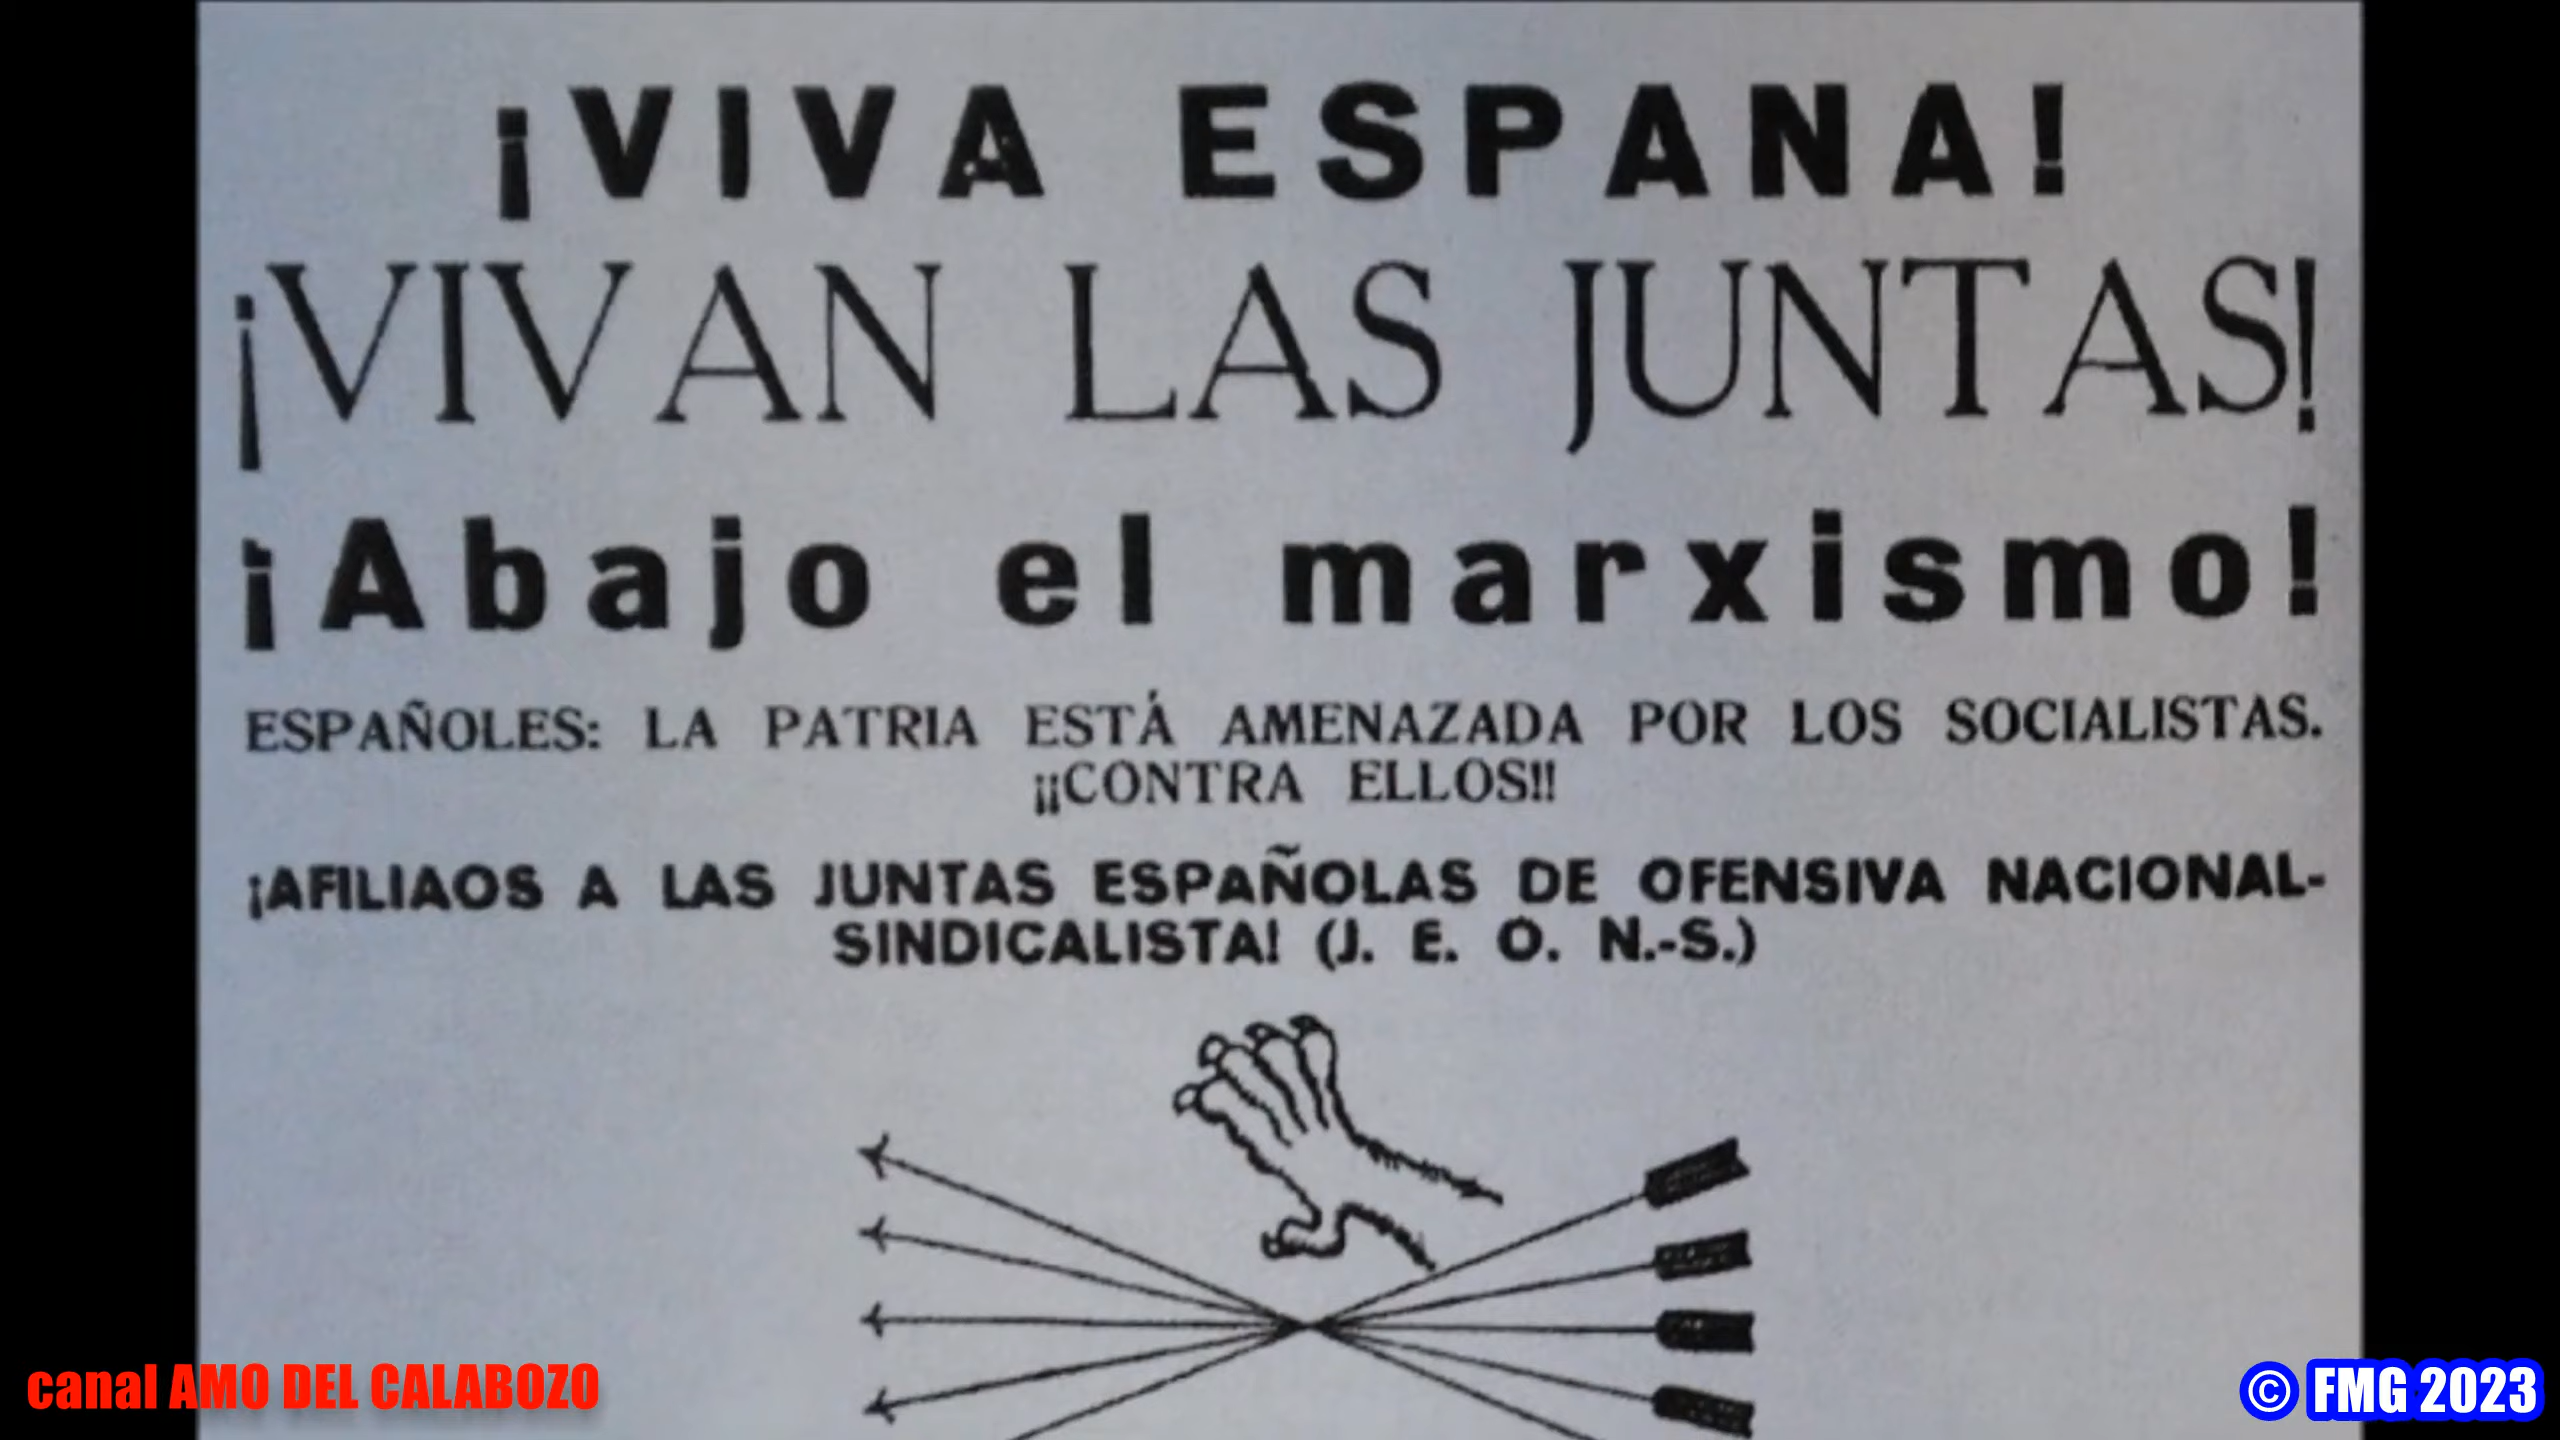 ¡VIVA ESPANA!
¡VIVAN LAS JUNTAS!
¡Abajo el marxismo!
ESPAÑOLES: LA PATRIA ESTÁ AMENAZADA POR LOS SOCIALISTAS.
¡¡CONTRA ELLOS!!
¡AFILIAOS A LAS JUNTAS ESPAÑOLAS DE OFENSIVA NACIONAL-
SINDICALISTA! (J. E. O. N.-S.)
canal AMO DEL CALABOZO
© FMG 2023